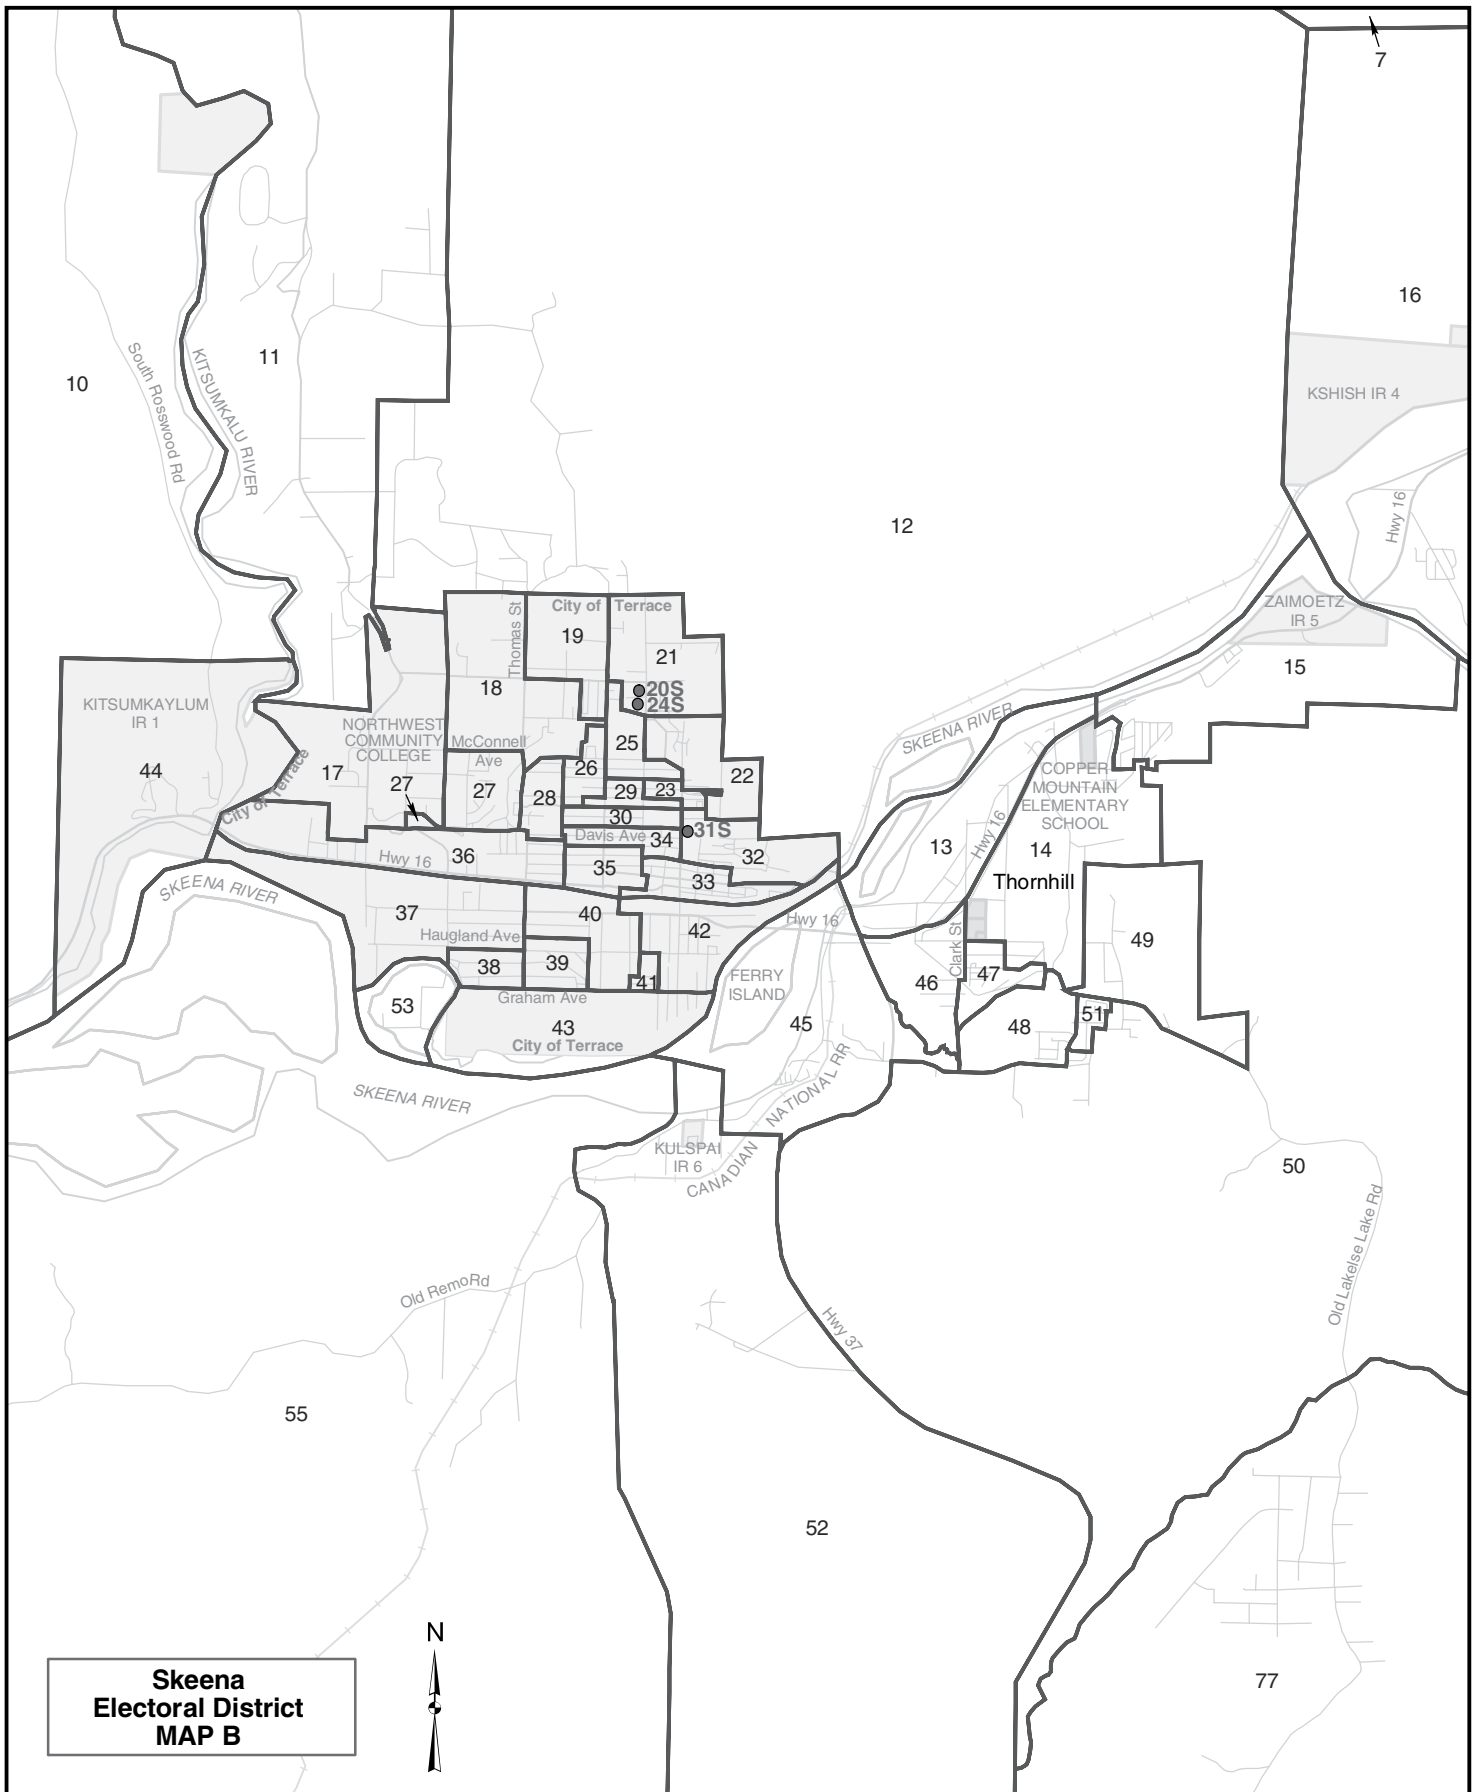 7
16
KSHISH IR 4
Hwy 16
10
11
South Rosswood Rd
KITSUMKALU RIVER
12
ZAIMOETZ
IR 5
15
City of Terrace
Thomas St
19
21
20S
24S
18
KITSUMKAYLUM
IR 1
44
City of Terrace
17
NORTHWEST
COMMUNITY
COLLEGE
27
McConnell
Ave
27
28
26
25
29
23
22
30
Davis Ave
34
31S
32
36
Hwy 16
35
33
SKEENA RIVER
13
Hwy 16
COPPER
MOUNTAIN
ELEMENTARY
SCHOOL
14
Thornhill
SKEENA RIVER
37
Haugland Ave
40
42
Hwy 16
38
39
41
53
Graham Ave
43
City of Terrace
FERRY
ISLAND
45
46
Clark St
47
48
49
51
SKEENA RIVER
CANADIAN NATIONAL RR
KULSPAI
IR 6
50
Old Lakelse Lake Rd
Old Remo Rd
Hwy 37
55
52
77
N
Skeena
Electoral District
MAP B